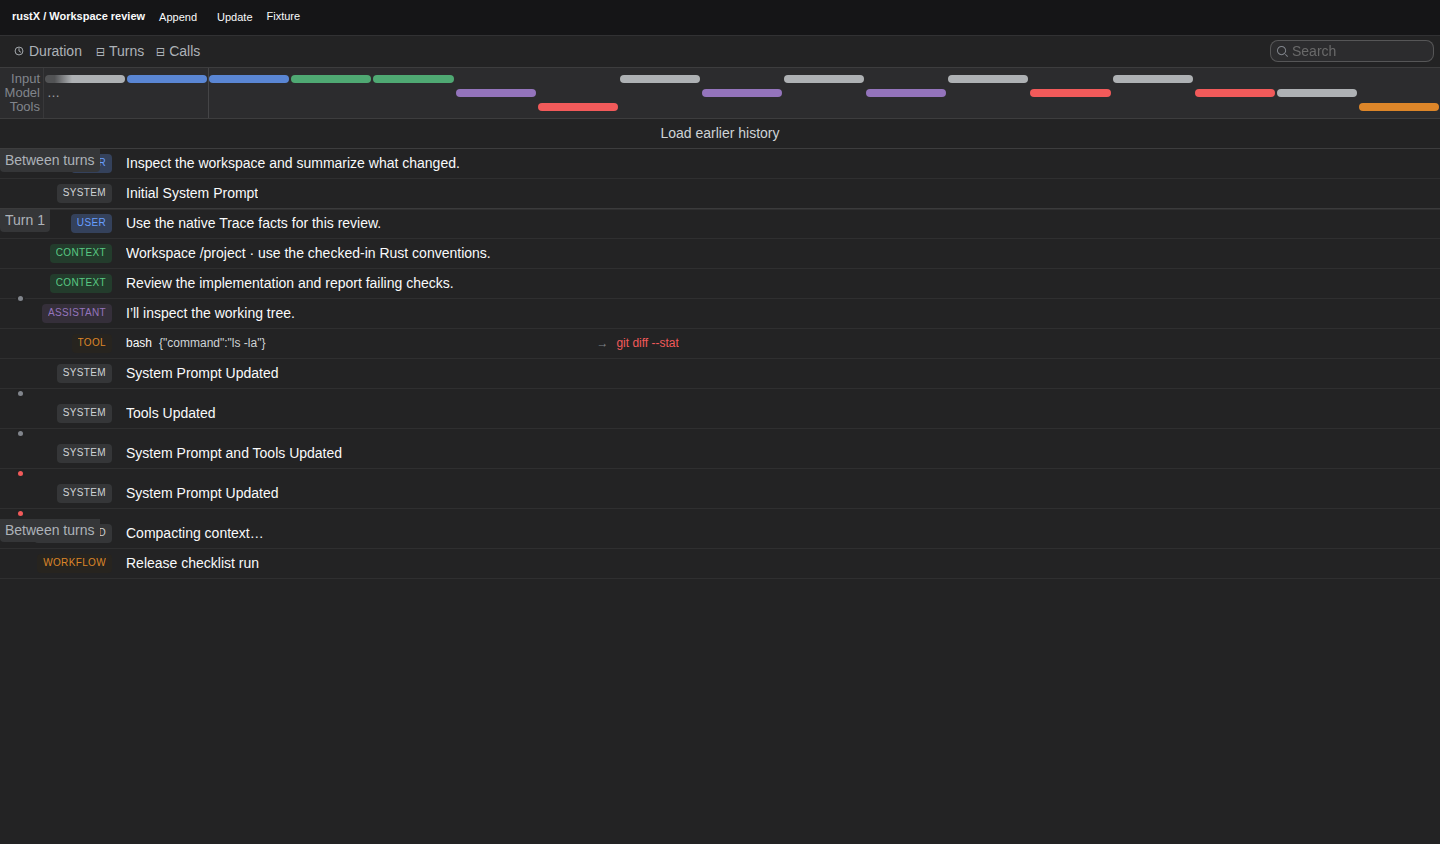 rustX / Workspace review Append Update Fixture
Duration Turns Calls Search
Input
Model …
Tools
Load earlier history
Between turns R Inspect the workspace and summarize what changed.
SYSTEM Initial System Prompt
Turn 1 USER Use the native Trace facts for this review.
CONTEXT Workspace /project · use the checked-in Rust conventions.
CONTEXT Review the implementation and report failing checks.
ASSISTANT I’ll inspect the working tree.
TOOL bash {"command":"ls -la"} → git diff --stat
SYSTEM System Prompt Updated
SYSTEM Tools Updated
SYSTEM System Prompt and Tools Updated
SYSTEM System Prompt Updated
Between turns D Compacting context…
WORKFLOW Release checklist run